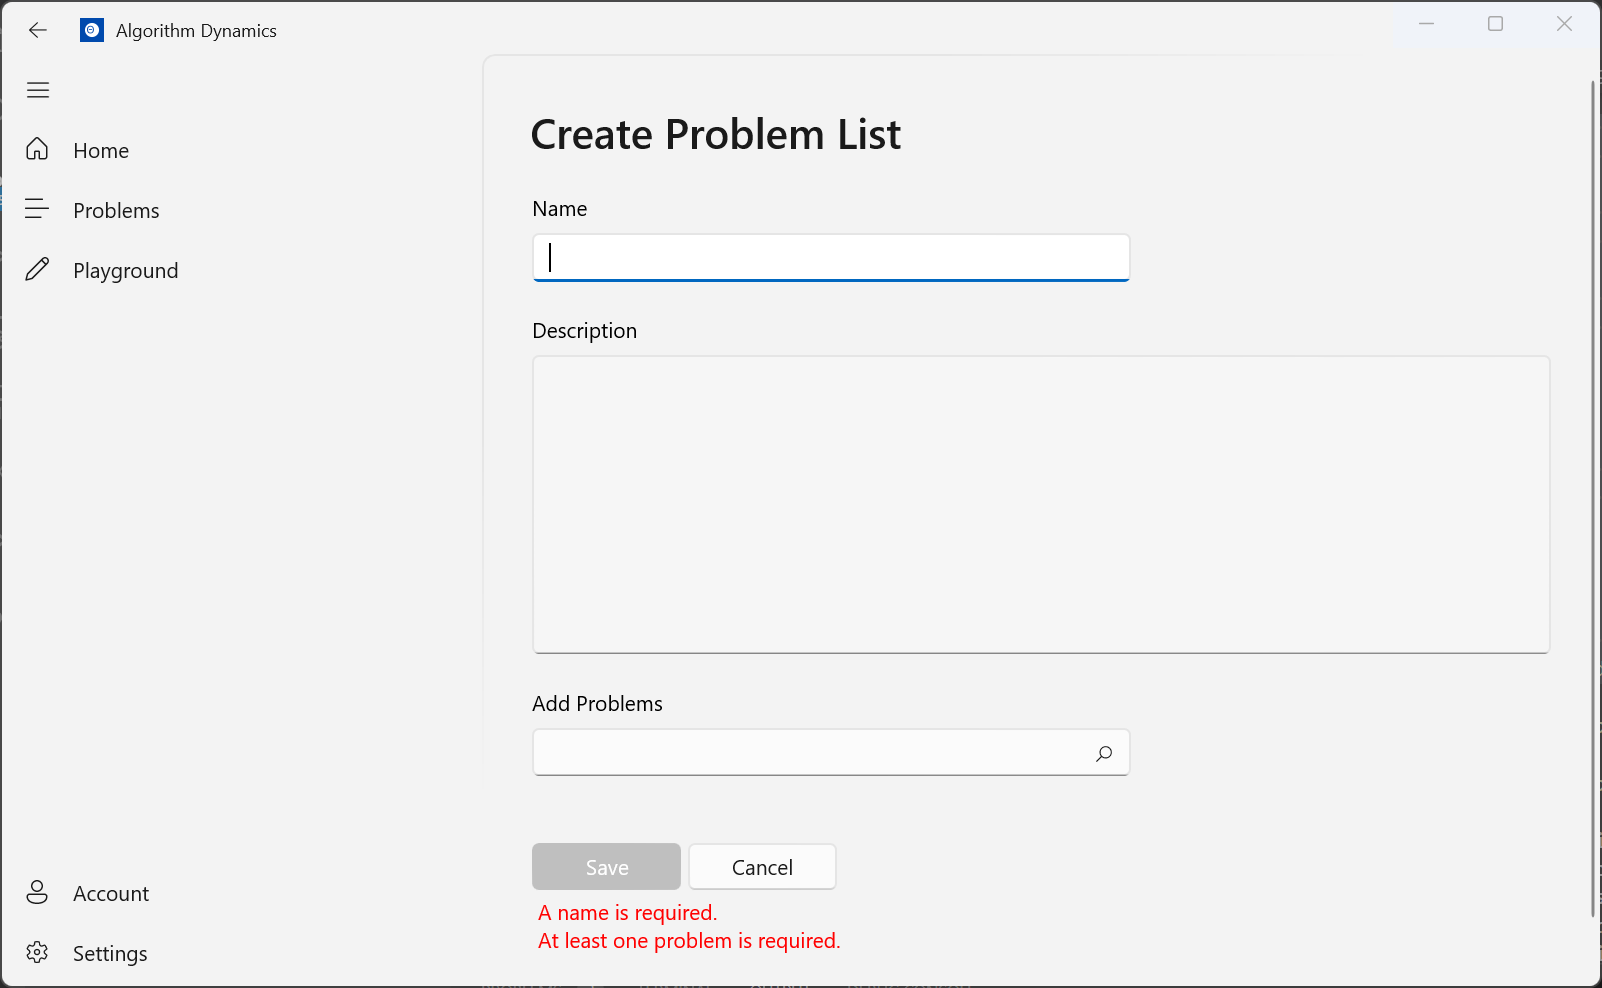 Algorithm Dynamics
Home
Problems
Playground
Account
Settings
Create Problem List
Name
Description
Add Problems
Save
Cancel
A name is required.
At least one problem is required.